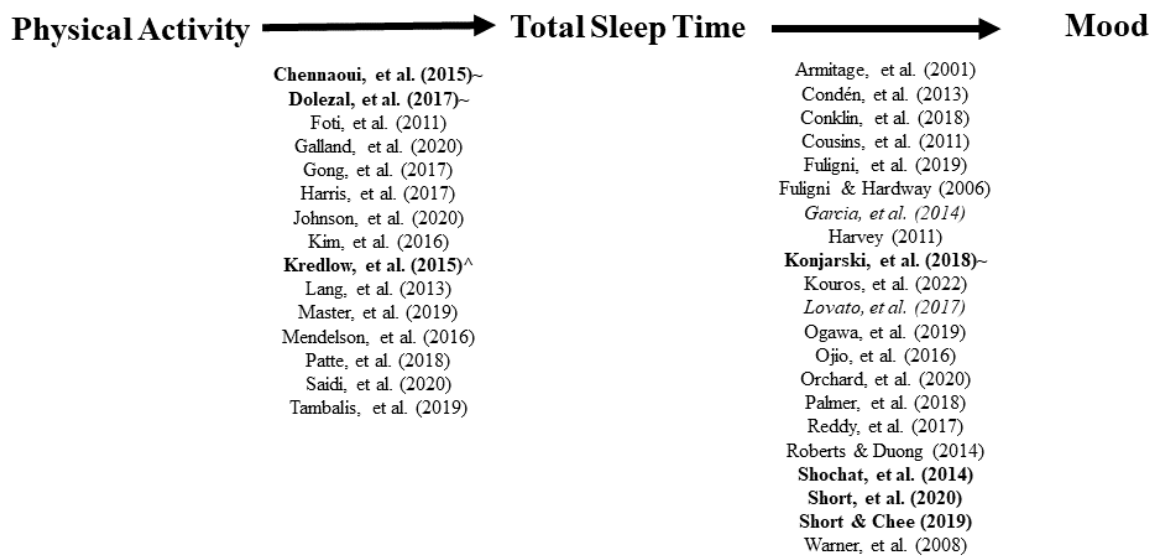 Physical Activity
Total Sleep Time
Mood
Chennaoui, et al. (2015)~
Dolezal, et al. (2017)~
Foti, et al. (2011)
Galland, et al. (2020)
Gong, et al. (2017)
Harris, et al. (2017)
Johnson, et al. (2020)
Kim, et al. (2016)
Kredlow, et al. (2015)^
Lang, et al. (2013)
Master, et al. (2019)
Mendelson, et al. (2016)
Patte, et al. (2018)
Saidi, et al. (2020)
Tambalis, et al. (2019)
Armitage, et al. (2001)
Condén, et al. (2013)
Conklin, et al. (2018)
Cousins, et al. (2011)
Fuligni, et al. (2019)
Fuligni & Hardway (2006)
Garcia, et al. (2014)
Harvey (2011)
Konjarski, et al. (2018)~
Kouros, et al. (2022)
Lovato, et al. (2017)
Ogawa, et al. (2019)
Ojio, et al. (2016)
Orchard, et al. (2020)
Palmer, et al. (2018)
Reddy, et al. (2017)
Roberts & Duong (2014)
Shochat, et al. (2014)
Short, et al. (2020)
Short & Chee (2019)
Warner, et al. (2008)